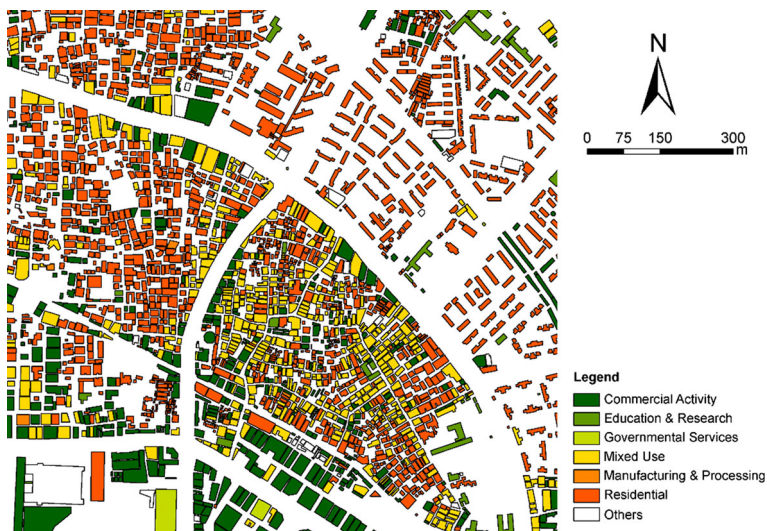 N
0 75 150 300
m
Legend
Commercial Activity
Education & Research
Governmental Services
Mixed Use
Manufacturing & Processing
Residential
Others